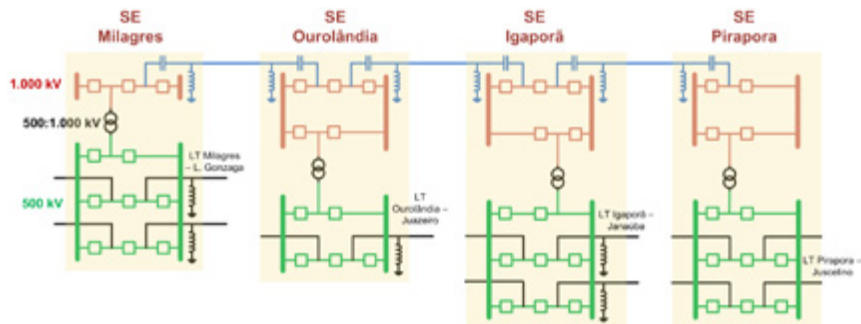 SE
Milagres
SE
Ourolândia
SE
Igaporã
SE
Pirapora
1.000 kV
500:1.000 kV
500 kV
LT Milagres
– L. Gonzaga
LT
Ourolândia –
Juazeiro
LT Igaporã –
Janaúba
LT Pirapora –
Juscelino